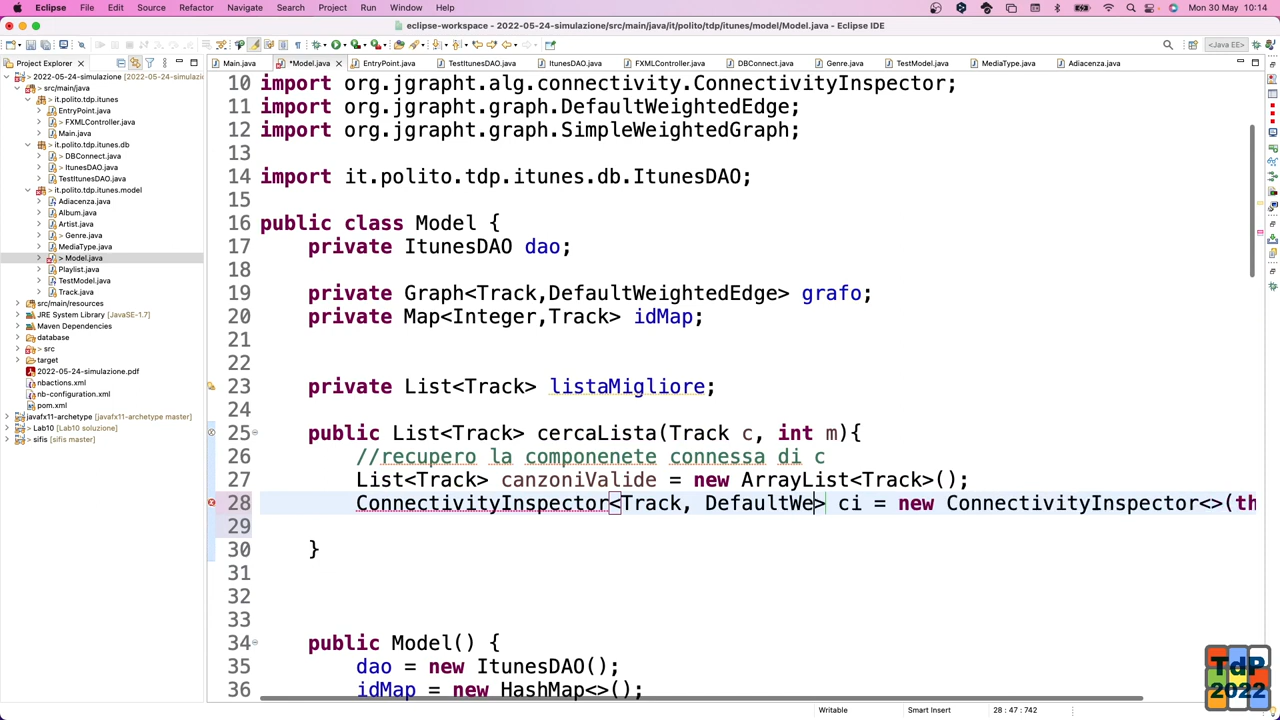 Eclipse File Edit Source Refactor Navigate Search Project Run Window Help Mon 30 May 10:14
eclipse-workspace - 2022-05-24-simulazione/src/main/java/it/polito/tdp/itunes/model/Model.java - Eclipse IDE
<Java EE>
Project Explorer
Main.java *Model.java EntryPoint.java TestItunesDAO.java ItunesDAO.java FXMLController.java DBConnect.java Genre.java TestModel.java MediaType.java Adiacenza.java
> 2022-05-24-simulazione (2022-05-24-simulazi
> src/main/java
> it.polito.tdp.itunes
EntryPoint.java
> FXMLController.java
Main.java
> it.polito.tdp.itunes.db
> DBConnect.java
> ItunesDAO.java
TestItunesDAO.java
> it.polito.tdp.itunes.model
Adiacenza.java
Album.java
Artist.java
> Genre.java
MediaType.java
> Model.java
Playlist.java
TestModel.java
Track.java
src/main/resources
JRE System Library [JavaSE-1.7]
Maven Dependencies
database
> src
target
2022-05-24-simulazione.pdf
nbactions.xml
nb-configuration.xml
pom.xml
javafx11-archetype [javafx11-archetype master]
> Lab10 [Lab10 soluzione]
> sifis [sifis master]
10 import org.jgrapht.alg.connectivity.ConnectivityInspector;
11 import org.jgrapht.graph.DefaultWeightedEdge;
12 import org.jgrapht.graph.SimpleWeightedGraph;
13
14 import it.polito.tdp.itunes.db.ItunesDAO;
15
16 public class Model {
17 private ItunesDAO dao;
18
19 private Graph<Track,DefaultWeightedEdge> grafo;
20 private Map<Integer,Track> idMap;
21
22
23 private List<Track> listaMigliore;
24
25 public List<Track> cercaLista(Track c, int m){
26 //recupero la componenete connessa di c
27 List<Track> canzoniValide = new ArrayList<Track>();
28 ConnectivityInspector<Track, DefaultWe> ci = new ConnectivityInspector<>(th
29
30 }
31
32
33
34 public Model() {
35 dao = new ItunesDAO();
36 idMap = new HashMap<>();
Writable Smart Insert 28 : 47 : 742
TdP
2022